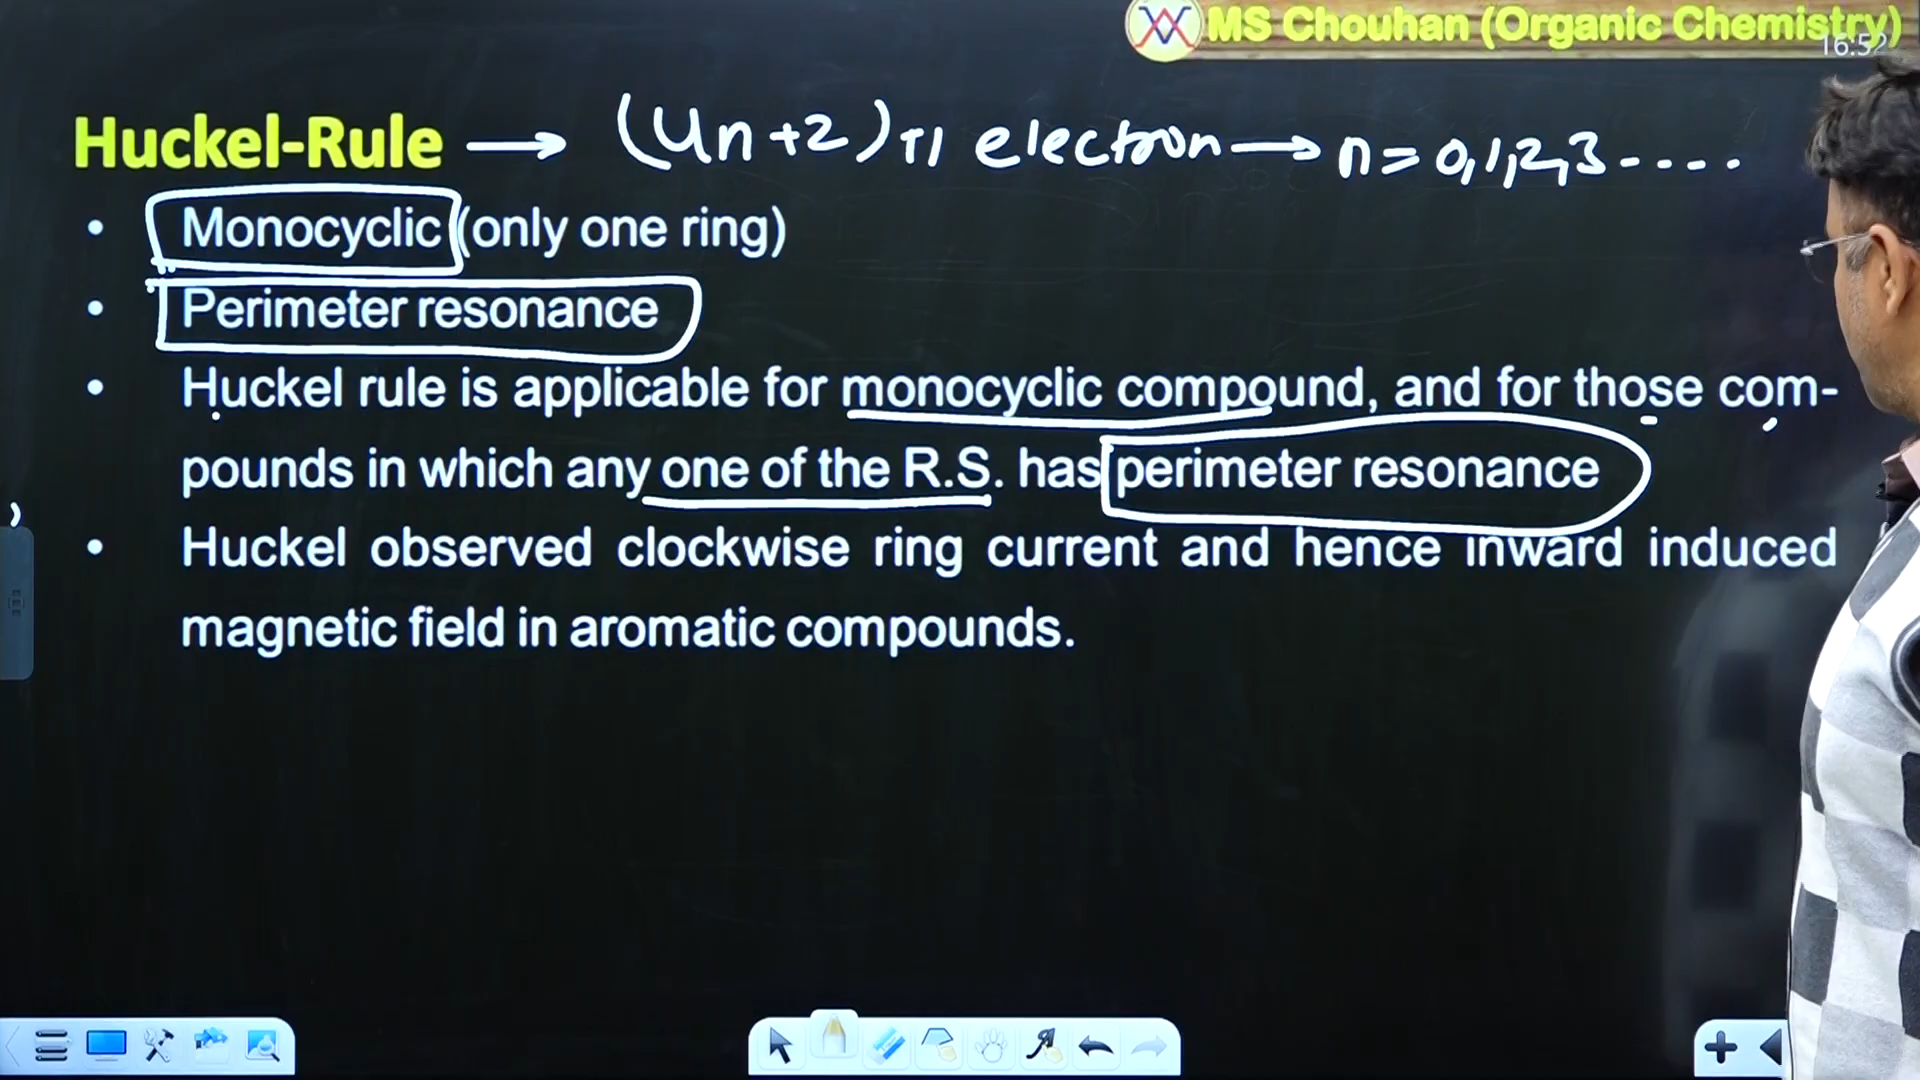 MS Chouhan (Organic Chemistry)
16:52
Huckel-Rule → (4n+2)π electron → n = 0,1,2,3 - - - -
• Monocyclic (only one ring)
• Perimeter resonance
• Huckel rule is applicable for monocyclic compound, and for those com-
pounds in which any one of the R.S. has perimeter resonance
• Huckel observed clockwise ring current and hence inward induced
magnetic field in aromatic compounds.